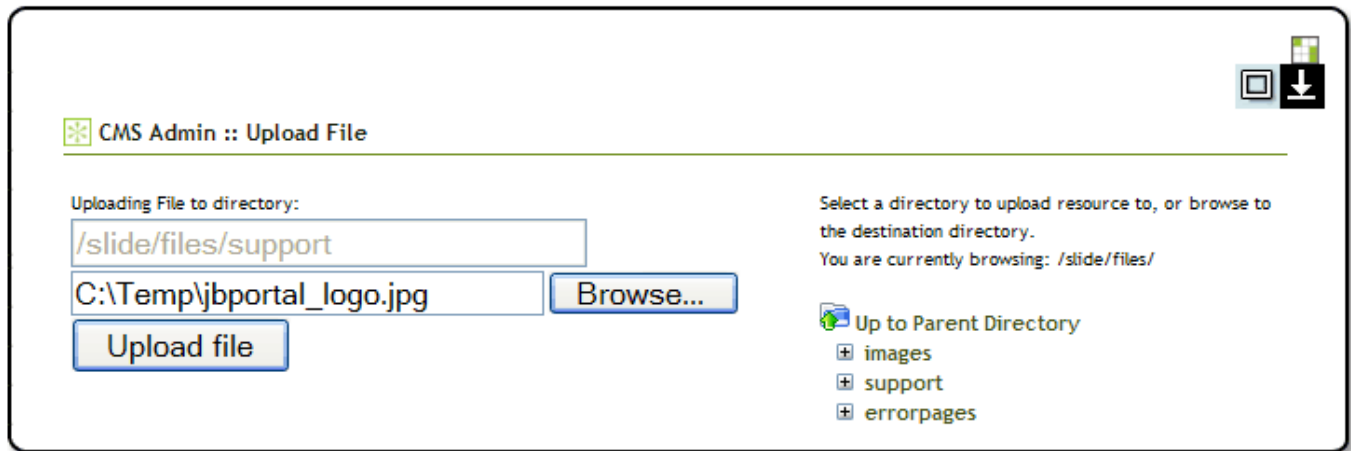 CMS Admin :: Upload File
Uploading File to directory:
/slide/files/support
C:\Temp\jbportal_logo.jpg
Browse...
Upload file
Select a directory to upload resource to, or browse to
the destination directory.
You are currently browsing: /slide/files/
Up to Parent Directory
images
support
errorpages